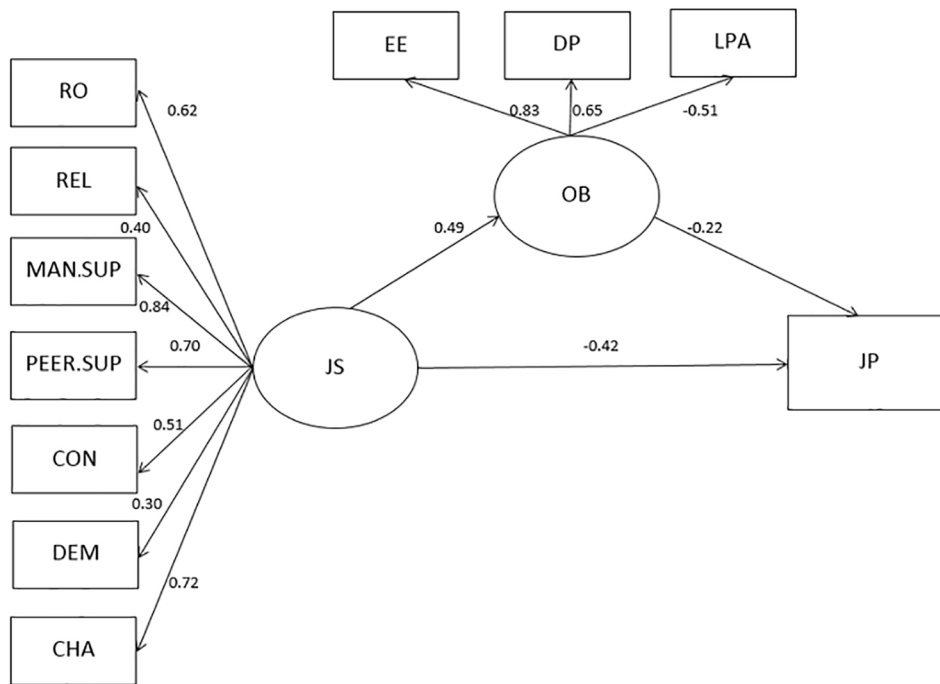 EE
DP
LPA
RO
0.62
0.83
0.65
-0.51
REL
0.40
OB
0.49
-0.22
MAN.SUP
0.84
PEER.SUP
0.70
JS
-0.42
JP
CON
0.51
0.30
DEM
0.72
CHA